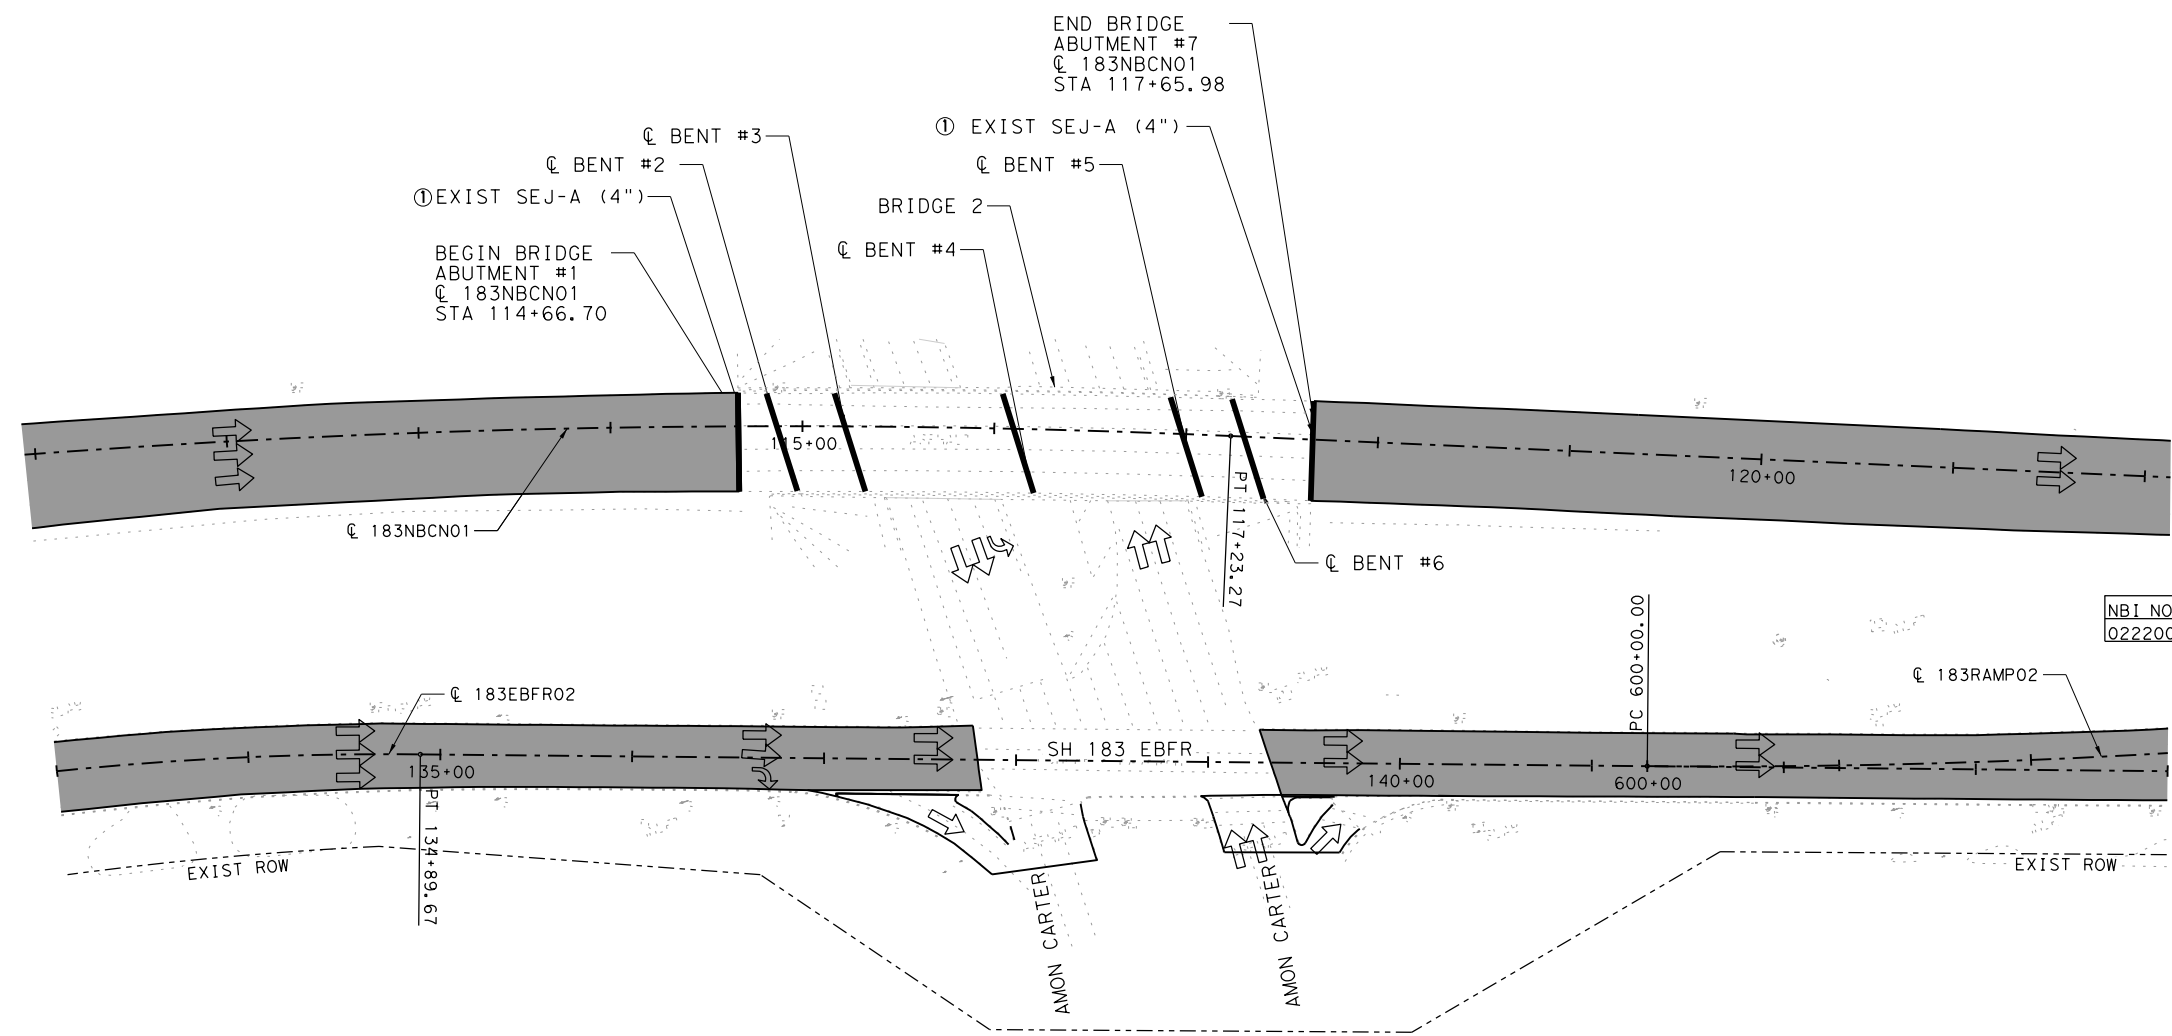 END BRIDGE
ABUTMENT #7
℄ 183NBCN01
STA 117+65.98
① EXIST SEJ-A (4")
℄ BENT #3
℄ BENT #2
℄ BENT #5
①EXIST SEJ-A (4")
BRIDGE 2
℄ BENT #4
BEGIN BRIDGE
ABUTMENT #1
℄ 183NBCN01
STA 114+66.70
115+00
120+00
℄ 183NBCN01
PT 117+23.27
℄ BENT #6
NBI NO
022200
PC 600+00.00
℄ 183EBFR02
℄ 183RAMP02
SH 183 EBFR
135+00
140+00
600+00
PT 134+89.67
EXIST ROW
EXIST ROW
AMON CARTER
AMON CARTER